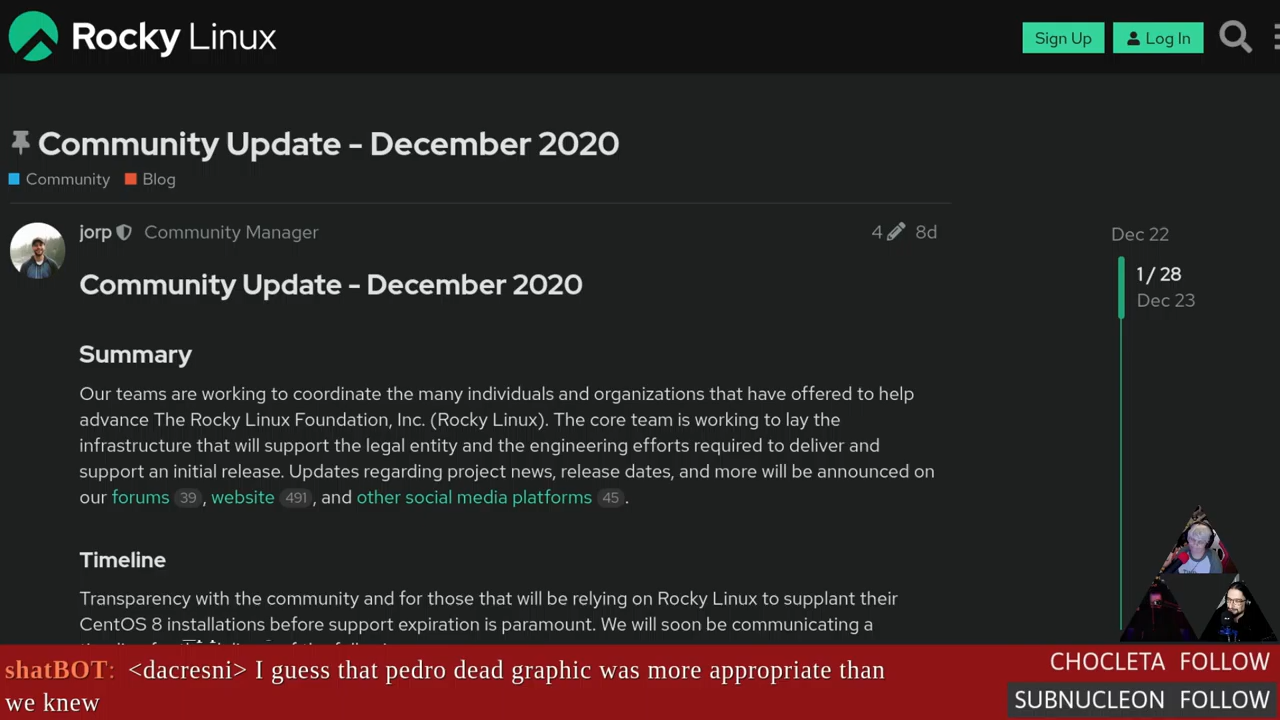 Rocky Linux
Sign Up
Log In
Community Update - December 2020
Community
Blog
jorp
Community Manager
4
8d
Dec 22
1 / 28
Dec 23
Community Update - December 2020
Summary
Our teams are working to coordinate the many individuals and organizations that have offered to help
advance The Rocky Linux Foundation, Inc. (Rocky Linux). The core team is working to lay the
infrastructure that will support the legal entity and the engineering efforts required to deliver and
support an initial release. Updates regarding project news, release dates, and more will be announced on
our forums 39 , website 491 , and other social media platforms 45 .
Timeline
Transparency with the community and for those that will be relying on Rocky Linux to supplant their
CentOS 8 installations before support expiration is paramount. We will soon be communicating a
shatBOT: <dacresni> I guess that pedro dead graphic was more appropriate than
we knew
CHOCLETA FOLLOW
SUBNUCLEON FOLLOW